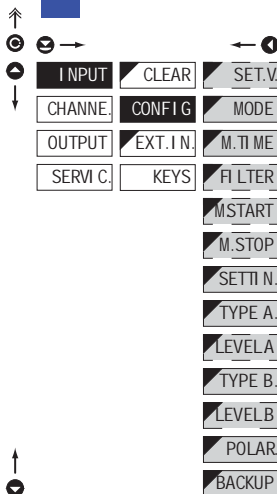 INPUT CLEAR SET.V.
CHANNE. CONFIG MODE
OUTPUT EXT.IN. M.TIME
SERVIC. KEYS FILTER
MSTART
M.STOP
SETTIN.
TYPE A.
LEVELA
TYPE B.
LEVELB
POLAR.
BACKUP